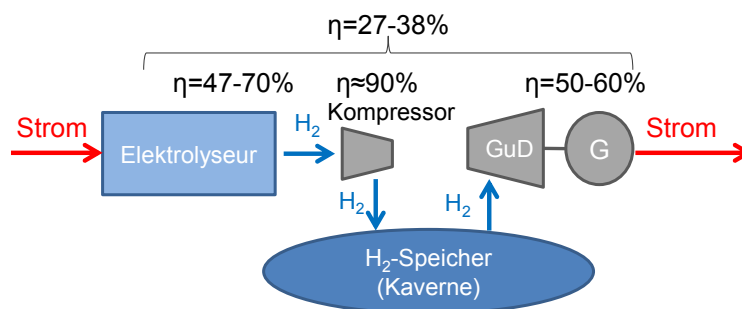 η=27-38%
η=47-70%
η≈90%
η=50-60%
Kompressor
Strom
Elektrolyseur
H₂
GuD
G
Strom
H₂
H₂
H₂-Speicher
(Kaverne)